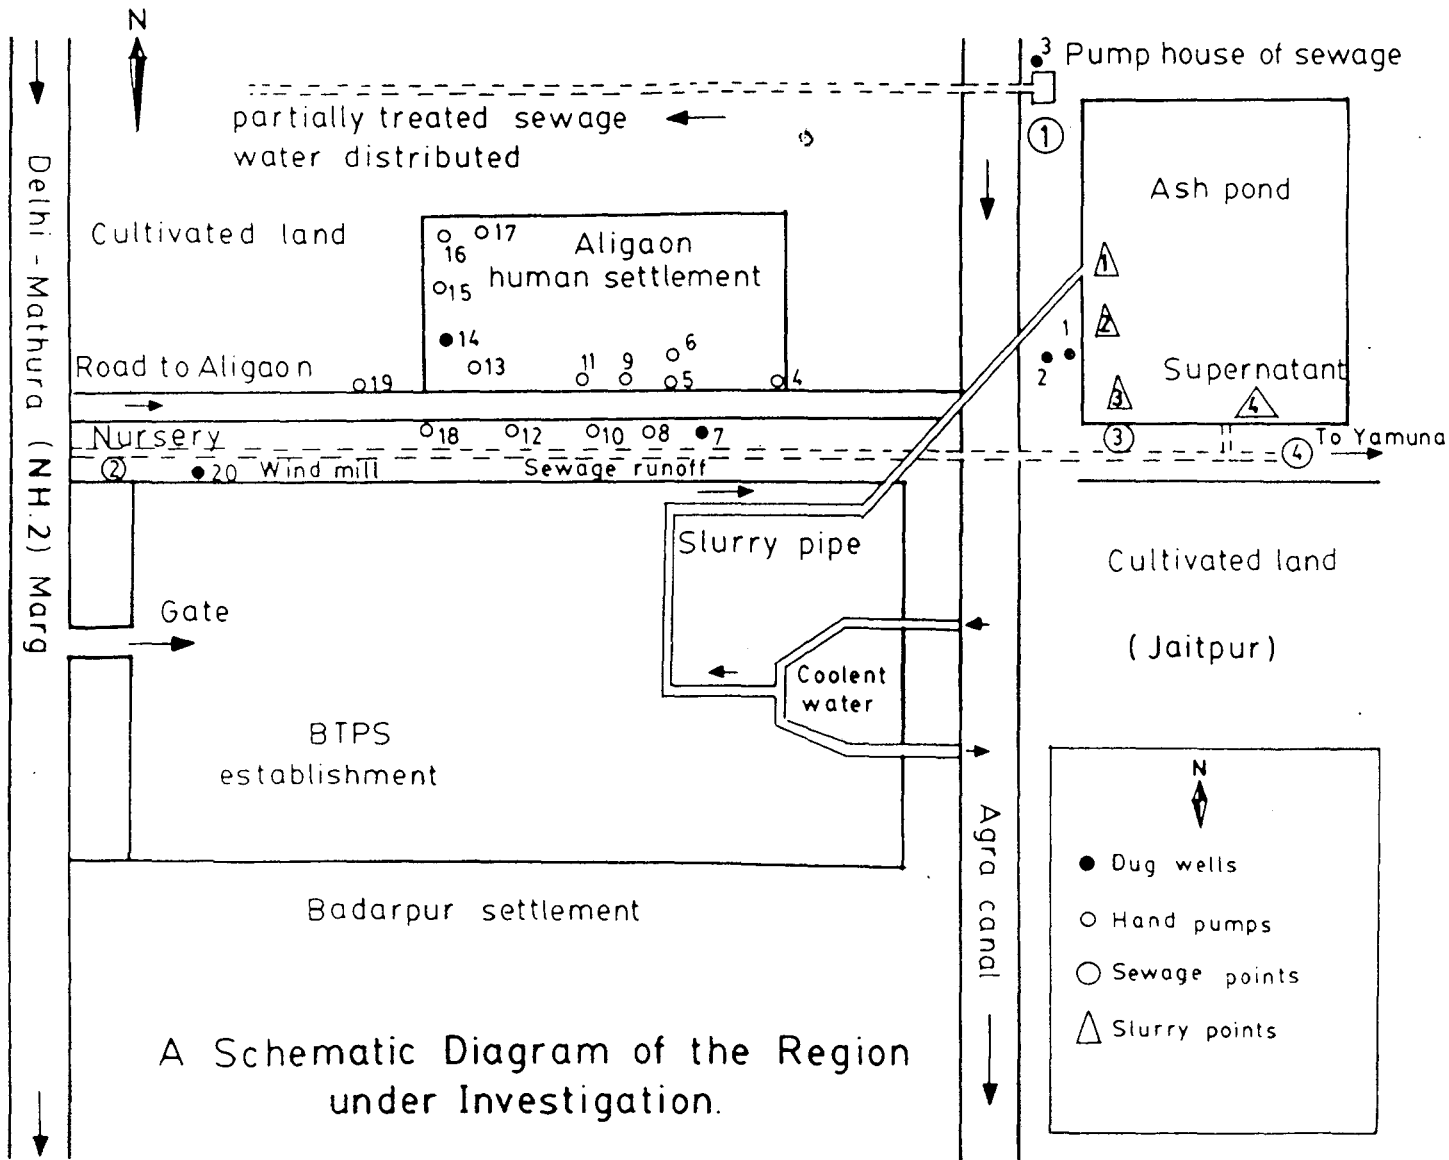 N
3
Pump house of sewage
partially treated sewage
water distributed
1
Ash pond
Delhi - Mathura (NH.2) Marg
Cultivated land
16
17
Aligaon
human settlement
15
14
13
11
9
6
5
4
1
2
3
4
1
2
Supernatant
Road to Aligaon
19
Nursery
18
12
10
8
7
3
4
To Yamuna
2
20
Wind mill
Sewage runoff
Slurry pipe
Cultivated land
(Jaitpur)
Gate
Coolent
water
BTPS
establishment
Agra canal
Badarpur settlement
N
Dug wells
Hand pumps
Sewage points
Slurry points
A Schematic Diagram of the Region
under Investigation.